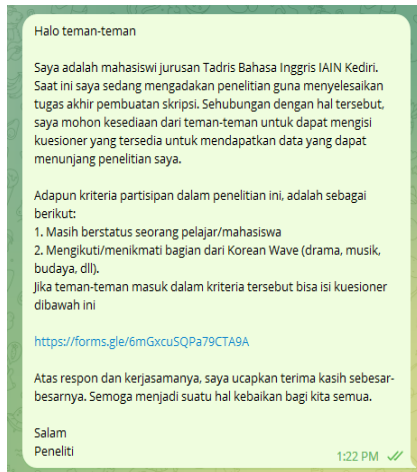 Halo teman-teman
Saya adalah mahasiswi jurusan Tadris Bahasa Inggris IAIN Kediri.
Saat ini saya sedang mengadakan penelitian guna menyelesaikan
tugas akhir pembuatan skripsi. Sehubungan dengan hal tersebut,
saya mohon kesediaan dari teman-teman untuk dapat mengisi
kuesioner yang tersedia untuk mendapatkan data yang dapat
menunjang penelitian saya.
Adapun kriteria partisipan dalam penelitian ini, adalah sebagai
berikut:
1. Masih berstatus seorang pelajar/mahasiswa
2. Mengikuti/menikmati bagian dari Korean Wave (drama, musik,
budaya, dll).
Jika teman-teman masuk dalam kriteria tersebut bisa isi kuesioner
dibawah ini
https://forms.gle/6mGxcuSQPa79CTA9A
Atas respon dan kerjasamanya, saya ucapkan terima kasih sebesar-
besarnya. Semoga menjadi suatu hal kebaikan bagi kita semua.
Salam
Peneliti
1:22 PM